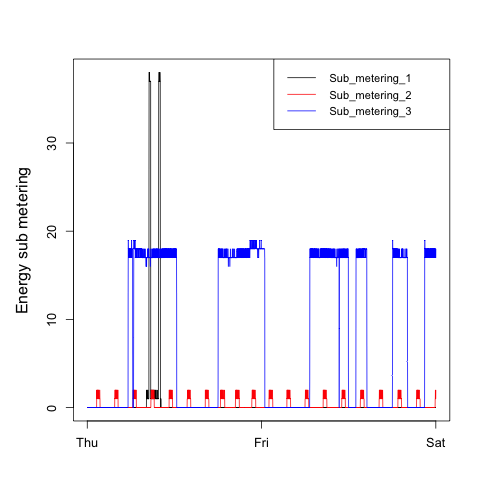 Sub_metering_1
Sub_metering_2
Sub_metering_3
Energy sub metering
30
20
10
0
Thu Fri Sat